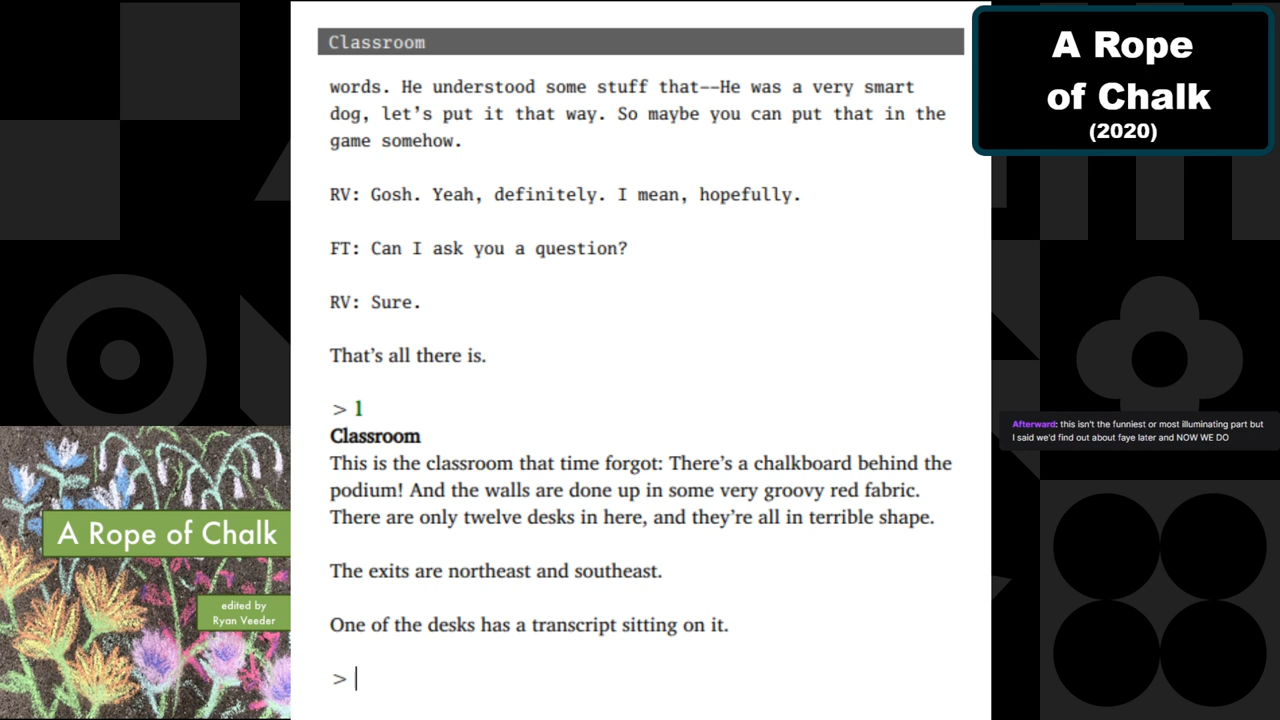 Classroom
words. He understood some stuff that--He was a very smart
dog, let’s put it that way. So maybe you can put that in the
game somehow.
RV: Gosh. Yeah, definitely. I mean, hopefully.
FT: Can I ask you a question?
RV: Sure.
That’s all there is.
> l
Classroom
This is the classroom that time forgot: There’s a chalkboard behind the
podium! And the walls are done up in some very groovy red fabric.
There are only twelve desks in here, and they’re all in terrible shape.
The exits are northeast and southeast.
One of the desks has a transcript sitting on it.
>
A Rope
of Chalk
(2020)
Afterward: this isn't the funniest or most illuminating part but
I said we'd find out about faye later and NOW WE DO
A Rope of Chalk
edited by
Ryan Veeder